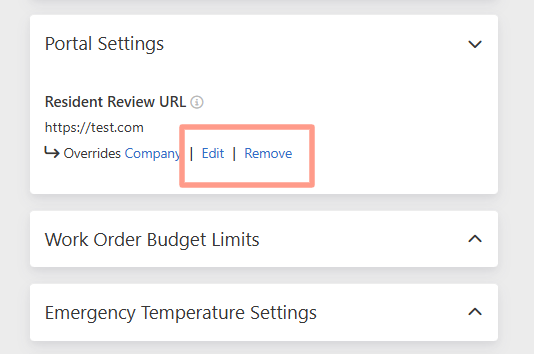 Portal Settings
Resident Review URL
https://test.com
Overrides Company | Edit | Remove
Work Order Budget Limits
Emergency Temperature Settings